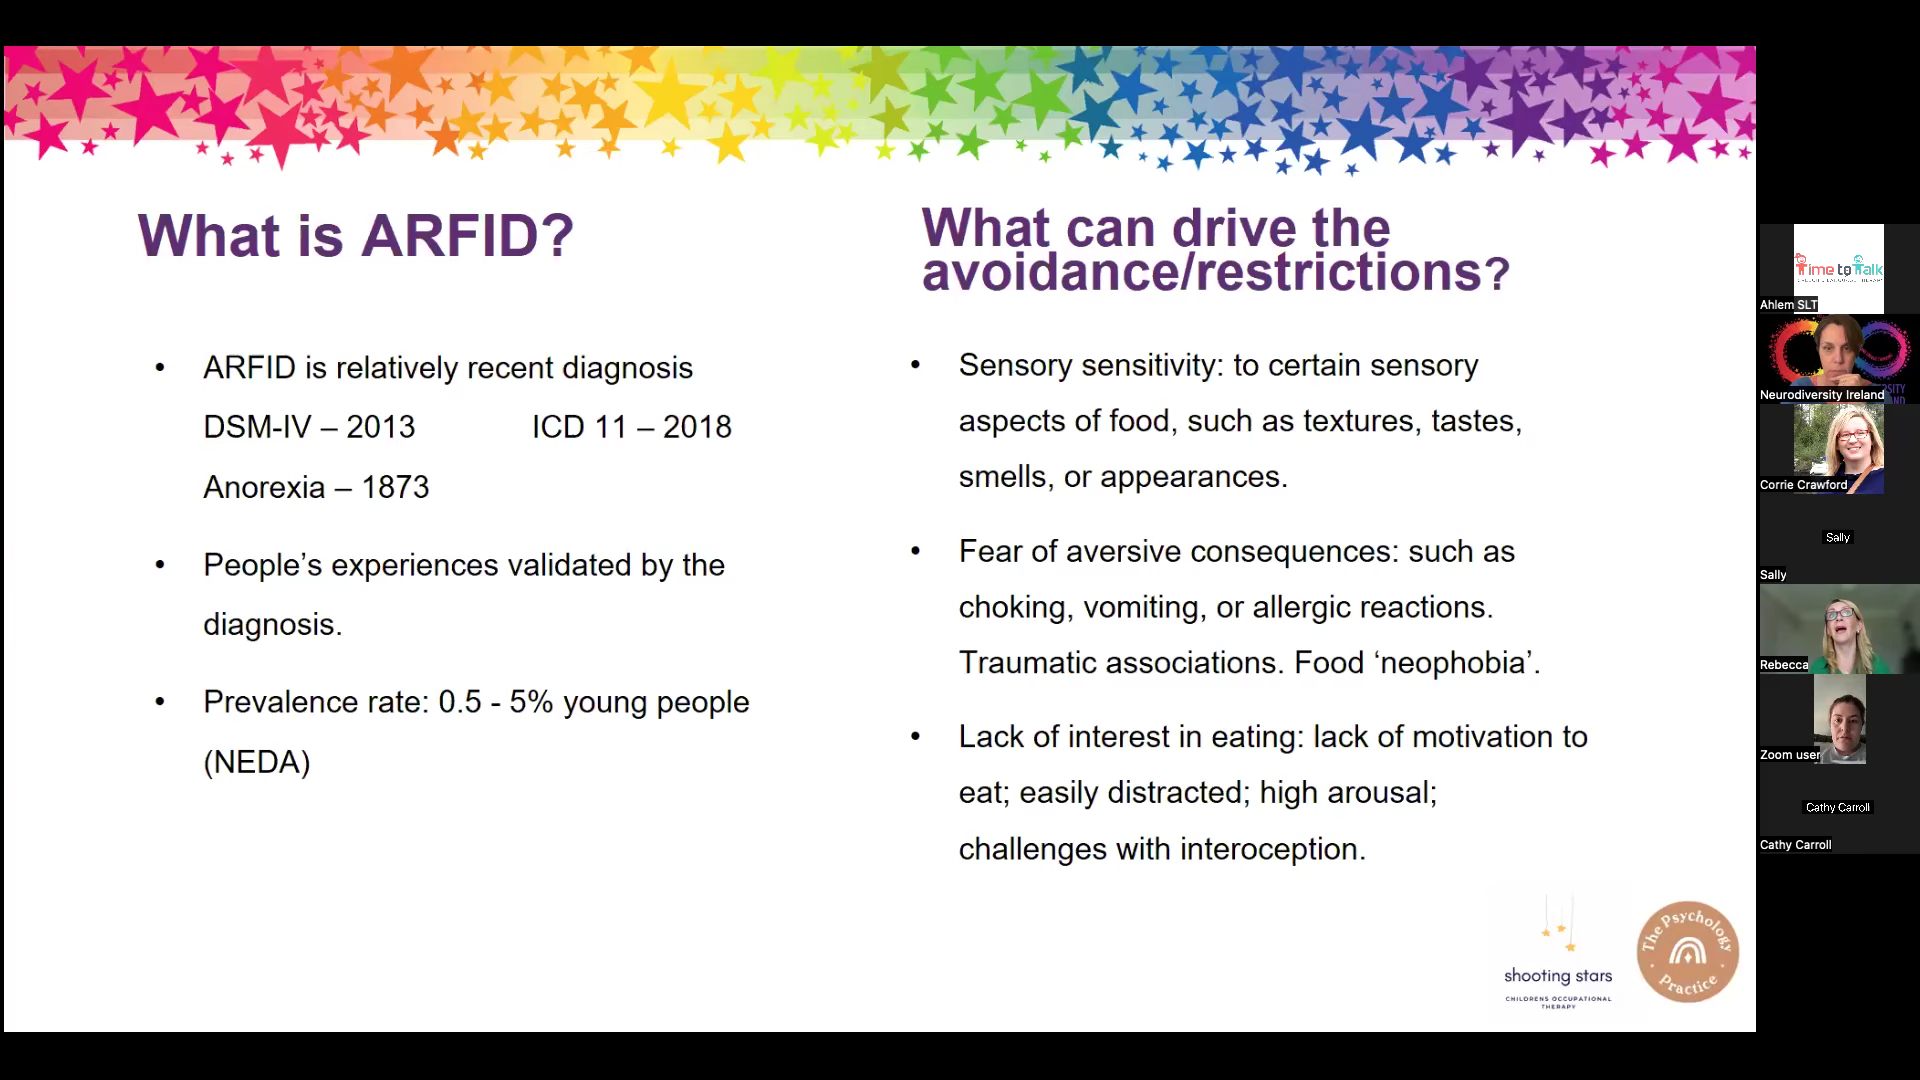 What is ARFID?
• ARFID is relatively recent diagnosis
DSM-IV – 2013 ICD 11 – 2018
Anorexia – 1873
• People’s experiences validated by the
diagnosis.
• Prevalence rate: 0.5 - 5% young people
(NEDA)
What can drive the
avoidance/restrictions?
• Sensory sensitivity: to certain sensory
aspects of food, such as textures, tastes,
smells, or appearances.
• Fear of aversive consequences: such as
choking, vomiting, or allergic reactions.
Traumatic associations. Food ‘neophobia’.
• Lack of interest in eating: lack of motivation to
eat; easily distracted; high arousal;
challenges with interoception.
shooting stars
CHILDRENS OCCUPATIONAL
THERAPY
The Psychology
Practice
Time to Talk
Ahlem SLT
Neurodiversity Ireland
Corrie Crawford
Sally
Sally
Rebecca
Zoom user
Cathy Carroll
Cathy Carroll